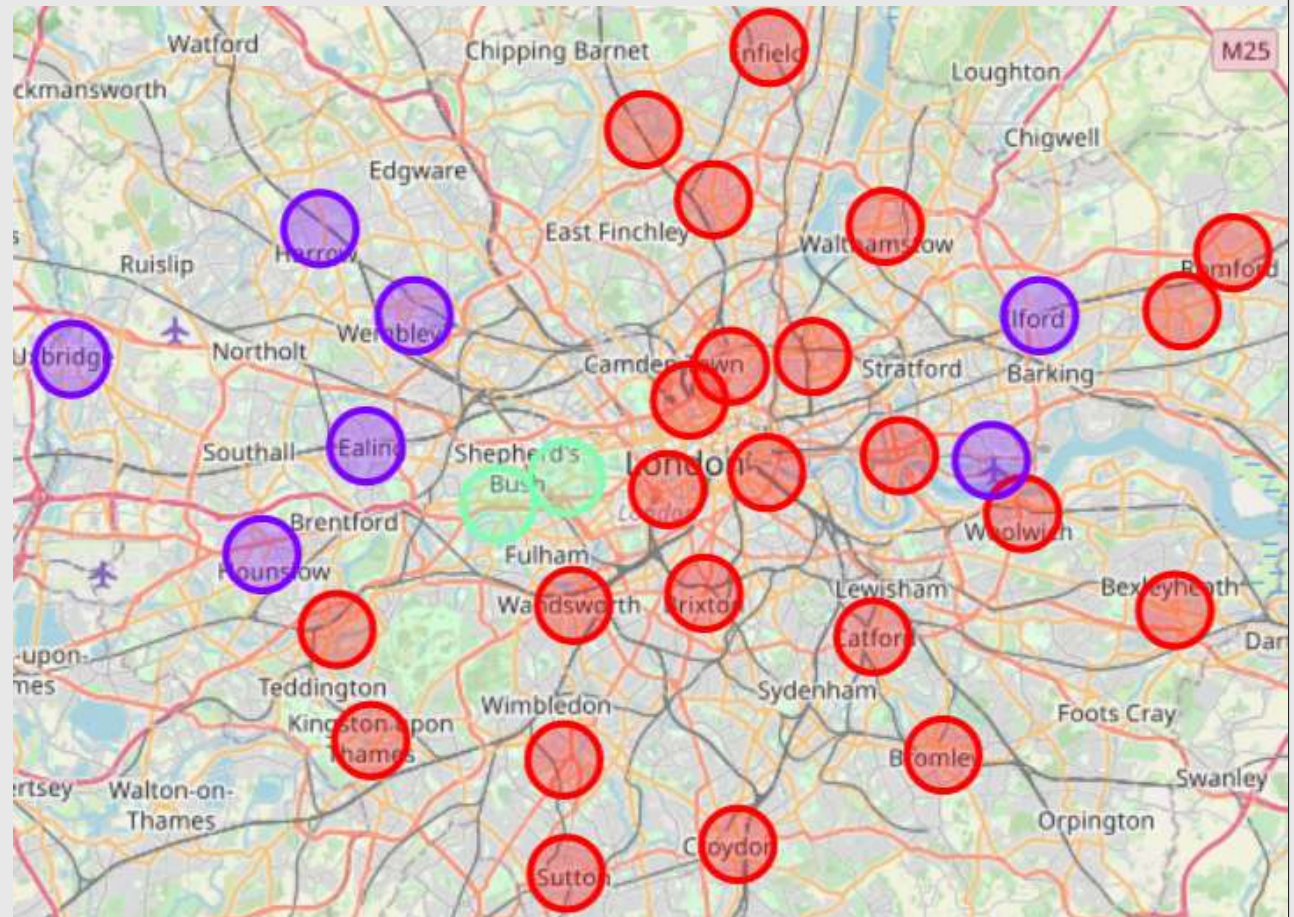 Watford
Chipping Barnet
Enfield
M25
Loughton
ckmansworth
Chigwell
Edgware
East Finchley
Walthamstow
s
Harrow
Ruislip
Romford
Wembley
Ilford
Uxbridge
Northolt
Camden Town
Stratford
Barking
Southall
Ealing
Shepherd's
Bush
London
London
Brentford
Woolwich
Fulham
Hounslow
Wandsworth
Brixton
Lewisham
Bexleyheath
Catford
Dar
-upon-
mes
Teddington
Sydenham
Kingston upon
Thames
Wimbledon
Foots Cray
Bromley
Swanley
ertsey
Walton-on-
Thames
Orpington
Croydon
Sutton